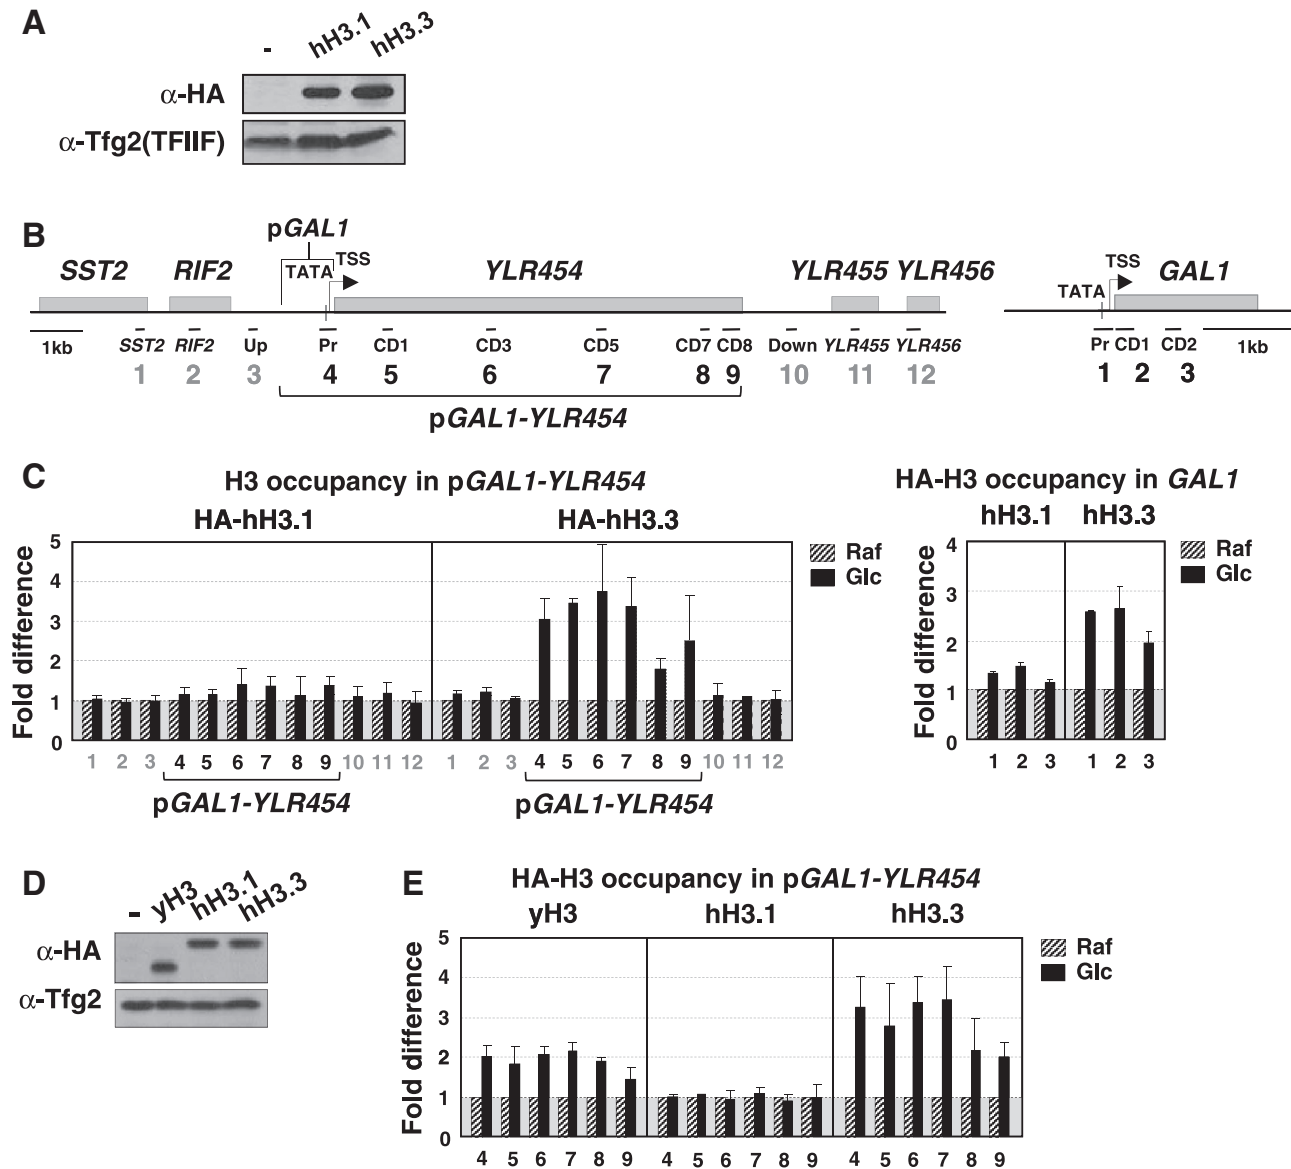 A
- hH3.1 hH3.3
α-HA
α-Tfg2(TFIIF)
B
pGAL1
TATA TSS
SST2 RIF2 YLR454 YLR455 YLR456
1kb
SST2 RIF2 Up Pr CD1 CD3 CD5 CD7 CD8 Down YLR455 YLR456
1 2 3 4 5 6 7 8 9 10 11 12
pGAL1-YLR454
TSS
TATA
GAL1
Pr CD1 CD2 1kb
1 2 3
C
H3 occupancy in pGAL1-YLR454
HA-hH3.1 HA-hH3.3
Fold difference
5
4
3
2
1
0
Raf
Glc
1 2 3 4 5 6 7 8 9 10 11 12 1 2 3 4 5 6 7 8 9 10 11 12
pGAL1-YLR454 pGAL1-YLR454
HA-H3 occupancy in GAL1
hH3.1 hH3.3
Fold difference
4
3
2
1
0
Raf
Glc
1 2 3 1 2 3
D
- yH3 hH3.1 hH3.3
α-HA
α-Tfg2
E
HA-H3 occupancy in pGAL1-YLR454
yH3 hH3.1 hH3.3
Fold difference
5
4
3
2
1
0
Raf
Glc
4 5 6 7 8 9 4 5 6 7 8 9 4 5 6 7 8 9